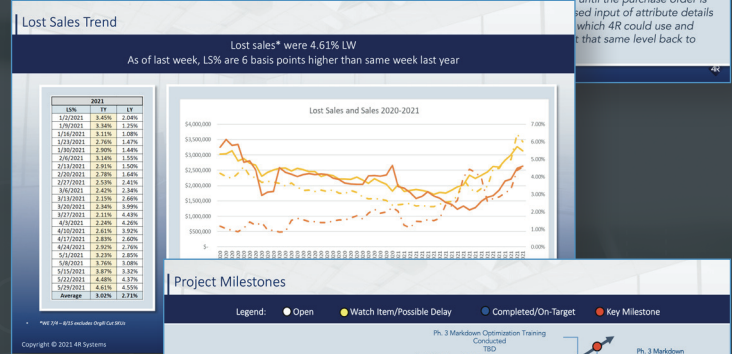 Lost Sales Trend
Lost sales* were 4.61% LW
As of last week, LS% are 6 basis points higher than same week last year
2021
LS% TY LY
1/2/2021 3.45% 2.04%
1/9/2021 3.34% 1.25%
1/16/2021 3.11% 1.08%
1/23/2021 2.76% 1.47%
1/30/2021 2.90% 1.44%
2/6/2021 3.14% 1.55%
2/13/2021 2.91% 1.50%
2/20/2021 2.78% 1.64%
2/27/2021 2.53% 2.41%
3/6/2021 2.42% 2.34%
3/13/2021 2.15% 2.66%
3/20/2021 2.34% 3.99%
3/27/2021 2.11% 4.43%
4/3/2021 2.24% 4.26%
4/10/2021 2.61% 3.92%
4/17/2021 2.83% 2.60%
4/24/2021 2.92% 2.76%
5/1/2021 3.23% 2.85%
5/8/2021 3.76% 3.08%
5/15/2021 3.87% 3.32%
5/22/2021 4.48% 4.37%
5/29/2021 4.61% 4.55%
Average 3.02% 2.71%
* *WE 7/4 – 8/15 excludes Orgill Cut SKUs
Copyright © 2021 4R Systems
Lost Sales and Sales 2020-2021
$4,000,000
$3,500,000
$3,000,000
$2,500,000
$2,000,000
$1,500,000
$1,000,000
$500,000
$-
7.00%
6.00%
5.00%
4.00%
3.00%
2.00%
1.00%
0.00%
until the purchase order is
sed input of attribute details
which 4R could use and
t that same level back to
4R
Project Milestones
Legend: Open Watch Item/Possible Delay Completed/On-Target Key Milestone
Ph. 3 Markdown Optimization Training
Conducted
TBD
Ph. 3 Markdown